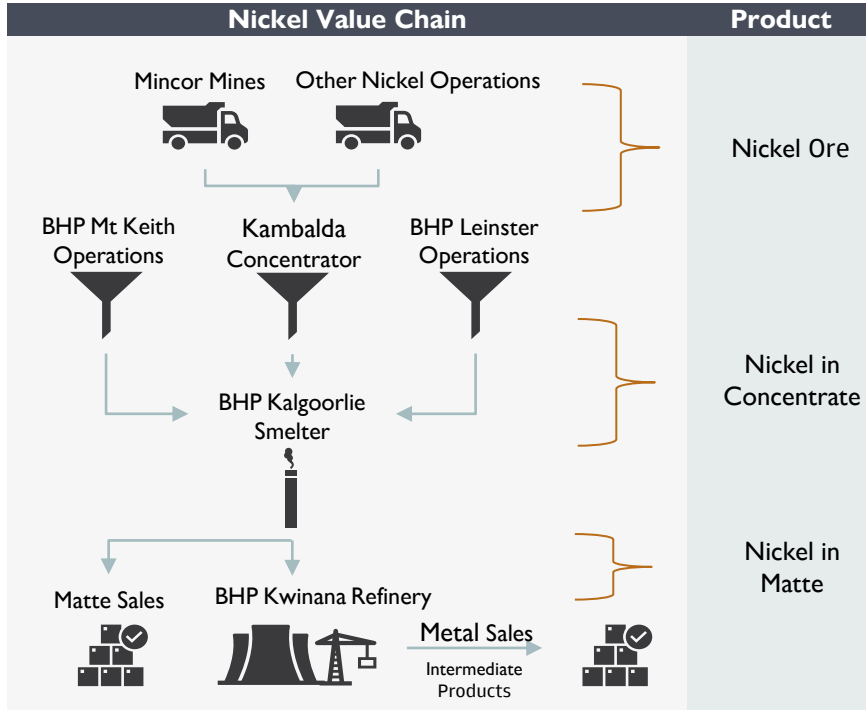 Nickel Value Chain
Product
Mincor Mines
Other Nickel Operations
Nickel Ore
BHP Mt Keith
Operations
Kambalda
Concentrator
BHP Leinster
Operations
Nickel in
Concentrate
BHP Kalgoorlie
Smelter
Nickel in
Matte
Matte Sales
BHP Kwinana Refinery
Metal Sales
Intermediate
Products